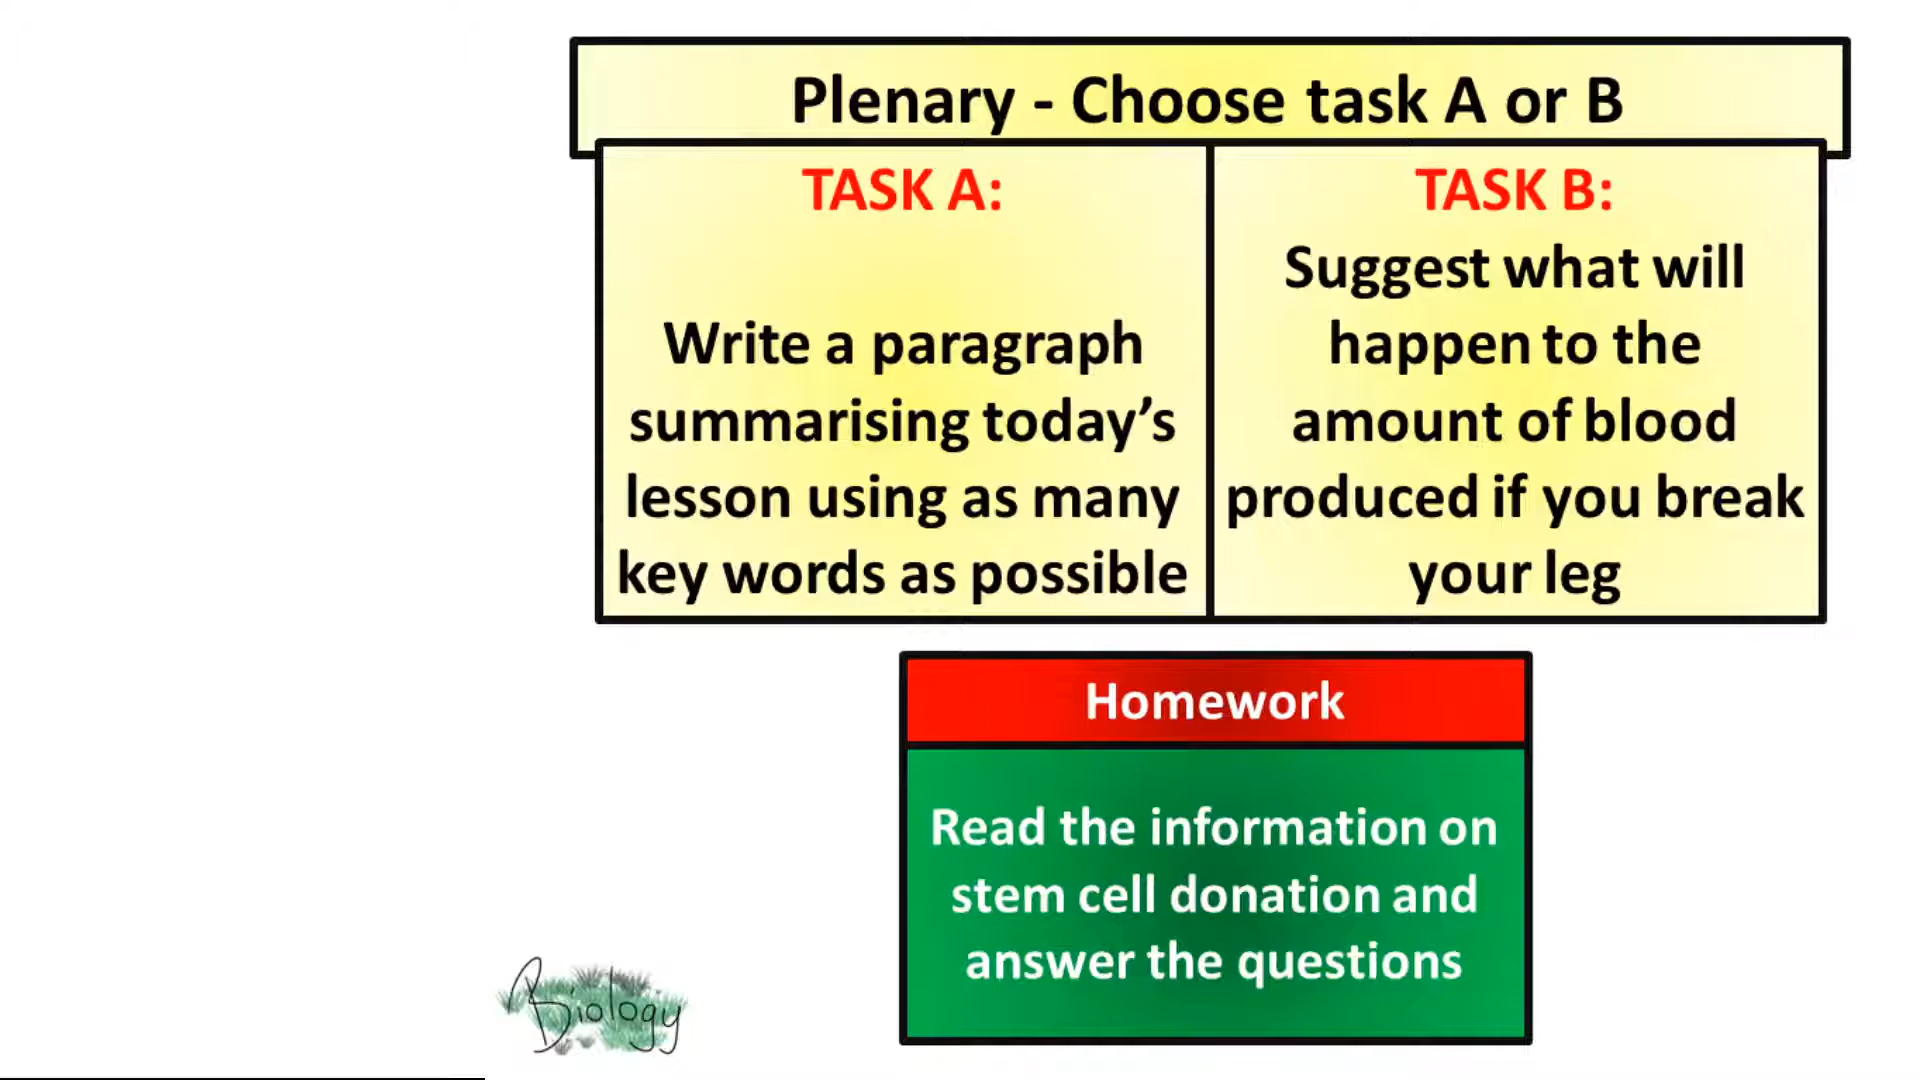 Plenary - Choose task A or B
TASK A:
Write a paragraph
summarising today’s
lesson using as many
key words as possible
TASK B:
Suggest what will
happen to the
amount of blood
produced if you break
your leg
Homework
Read the information on
stem cell donation and
answer the questions
Biology